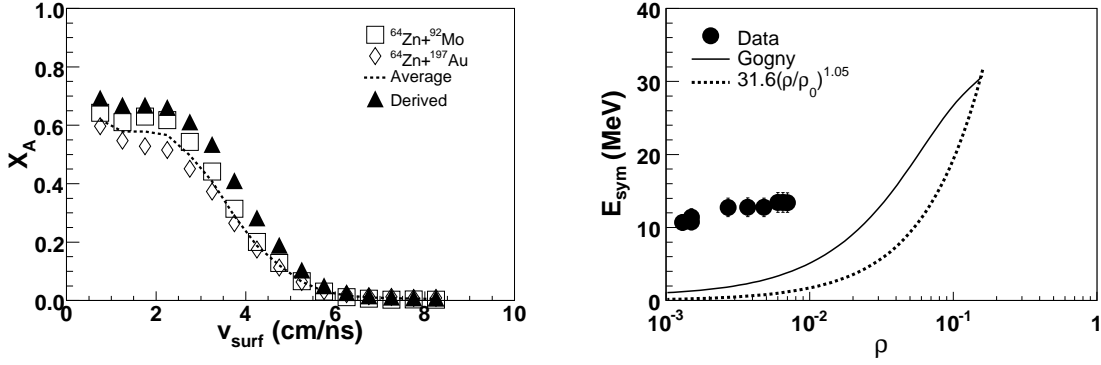 1.0
0.8
0.6
0.4
0.2
0.0
X_A
0 2 4 6 8 10
v_surf (cm/ns)
⁶⁴Zn+⁹²Mo
⁶⁴Zn+¹⁹⁷Au
Average
Derived
40
30
20
10
0
E_sym (MeV)
10⁻³ 10⁻² 10⁻¹ 1
ρ
Data
Gogny
31.6(ρ/ρ₀)^1.05